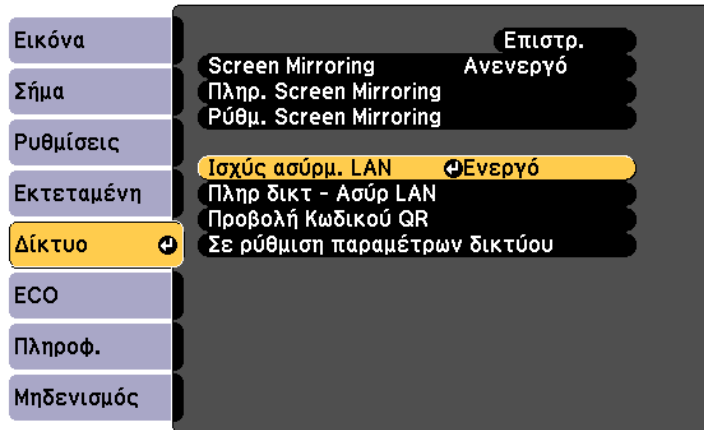 Εικόνα
Σήμα
Ρυθμίσεις
Εκτεταμένη
Δίκτυο
ECO
Πληροφ.
Μηδενισμός
Επιστρ.
Screen Mirroring Ανενεργό
Πληρ. Screen Mirroring
Ρύθμ. Screen Mirroring
Ισχύς ασύρμ. LAN Ενεργό
Πληρ δικτ - Ασύρ LAN
Προβολή Κωδικού QR
Σε ρύθμιση παραμέτρων δικτύου